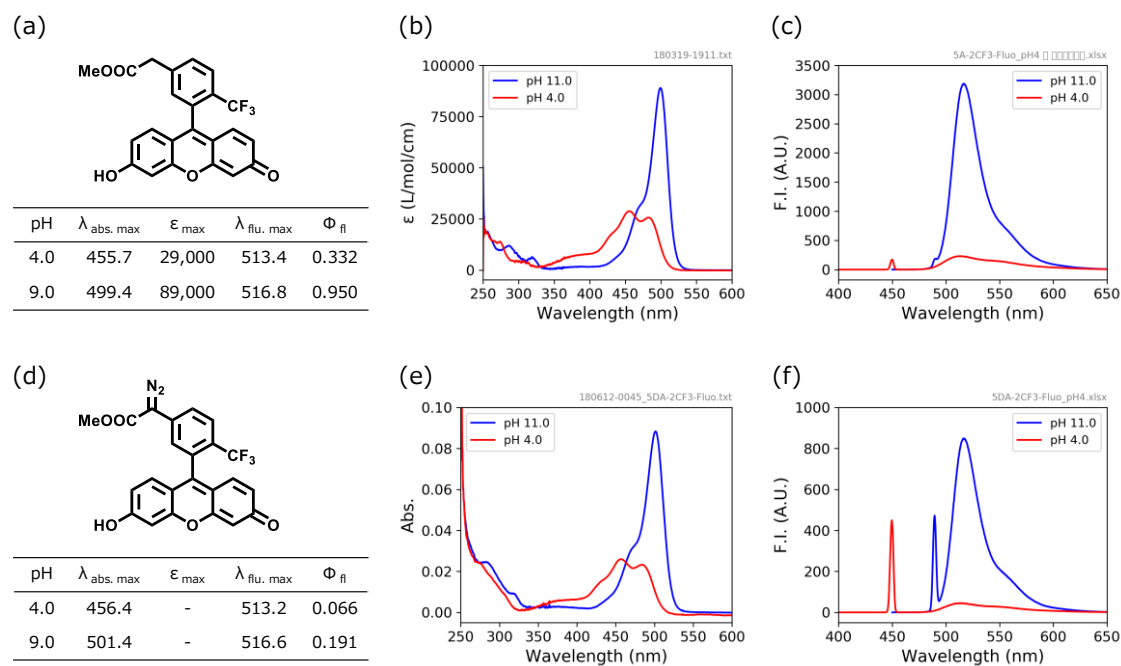 (a)
MeOOC
CF3
HO
O
O
pH λ abs. max ε max λ flu. max Φ fl
4.0 455.7 29,000 513.4 0.332
9.0 499.4 89,000 516.8 0.950
(b)
180319-1911.txt
100000
75000
50000
25000
0
ε (L/mol/cm)
pH 11.0
pH 4.0
250 300 350 400 450 500 550 600
Wavelength (nm)
(c)
5A-2CF3-Fluo_pH4 .xlsx
3500
3000
2500
2000
1500
1000
500
0
F.I. (A.U.)
pH 11.0
pH 4.0
400 450 500 550 600 650
Wavelength (nm)
(d)
N2
MeOOC
CF3
HO
O
O
pH λ abs. max ε max λ flu. max Φ fl
4.0 456.4 - 513.2 0.066
9.0 501.4 - 516.6 0.191
(e)
180612-0045_5DA-2CF3-Fluo.txt
0.10
0.08
0.06
0.04
0.02
0.00
Abs.
pH 11.0
pH 4.0
250 300 350 400 450 500 550 600
Wavelength (nm)
(f)
5DA-2CF3-Fluo_pH4.xlsx
1000
800
600
400
200
0
F.I. (A.U.)
pH 11.0
pH 4.0
400 450 500 550 600 650
Wavelength (nm)